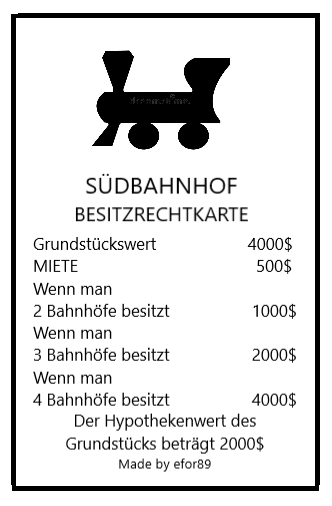 SÜDBAHNHOF
BESITZRECHTKARTE
Grundstückswert 4000$
MIETE 500$
Wenn man
2 Bahnhöfe besitzt 1000$
Wenn man
3 Bahnhöfe besitzt 2000$
Wenn man
4 Bahnhöfe besitzt 4000$
Der Hypothekenwert des
Grundstücks beträgt 2000$
Made by efor89